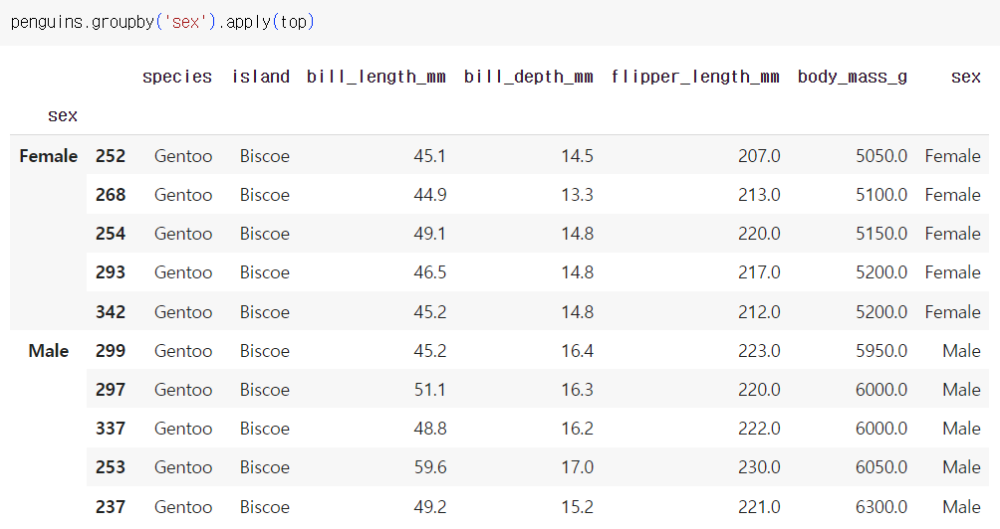 penguins.groupby('sex').apply(top)
species island bill_length_mm bill_depth_mm flipper_length_mm body_mass_g sex
sex
Female 252 Gentoo Biscoe 45.1 14.5 207.0 5050.0 Female
268 Gentoo Biscoe 44.9 13.3 213.0 5100.0 Female
254 Gentoo Biscoe 49.1 14.8 220.0 5150.0 Female
293 Gentoo Biscoe 46.5 14.8 217.0 5200.0 Female
342 Gentoo Biscoe 45.2 14.8 212.0 5200.0 Female
Male 299 Gentoo Biscoe 45.2 16.4 223.0 5950.0 Male
297 Gentoo Biscoe 51.1 16.3 220.0 6000.0 Male
337 Gentoo Biscoe 48.8 16.2 222.0 6000.0 Male
253 Gentoo Biscoe 59.6 17.0 230.0 6050.0 Male
237 Gentoo Biscoe 49.2 15.2 221.0 6300.0 Male